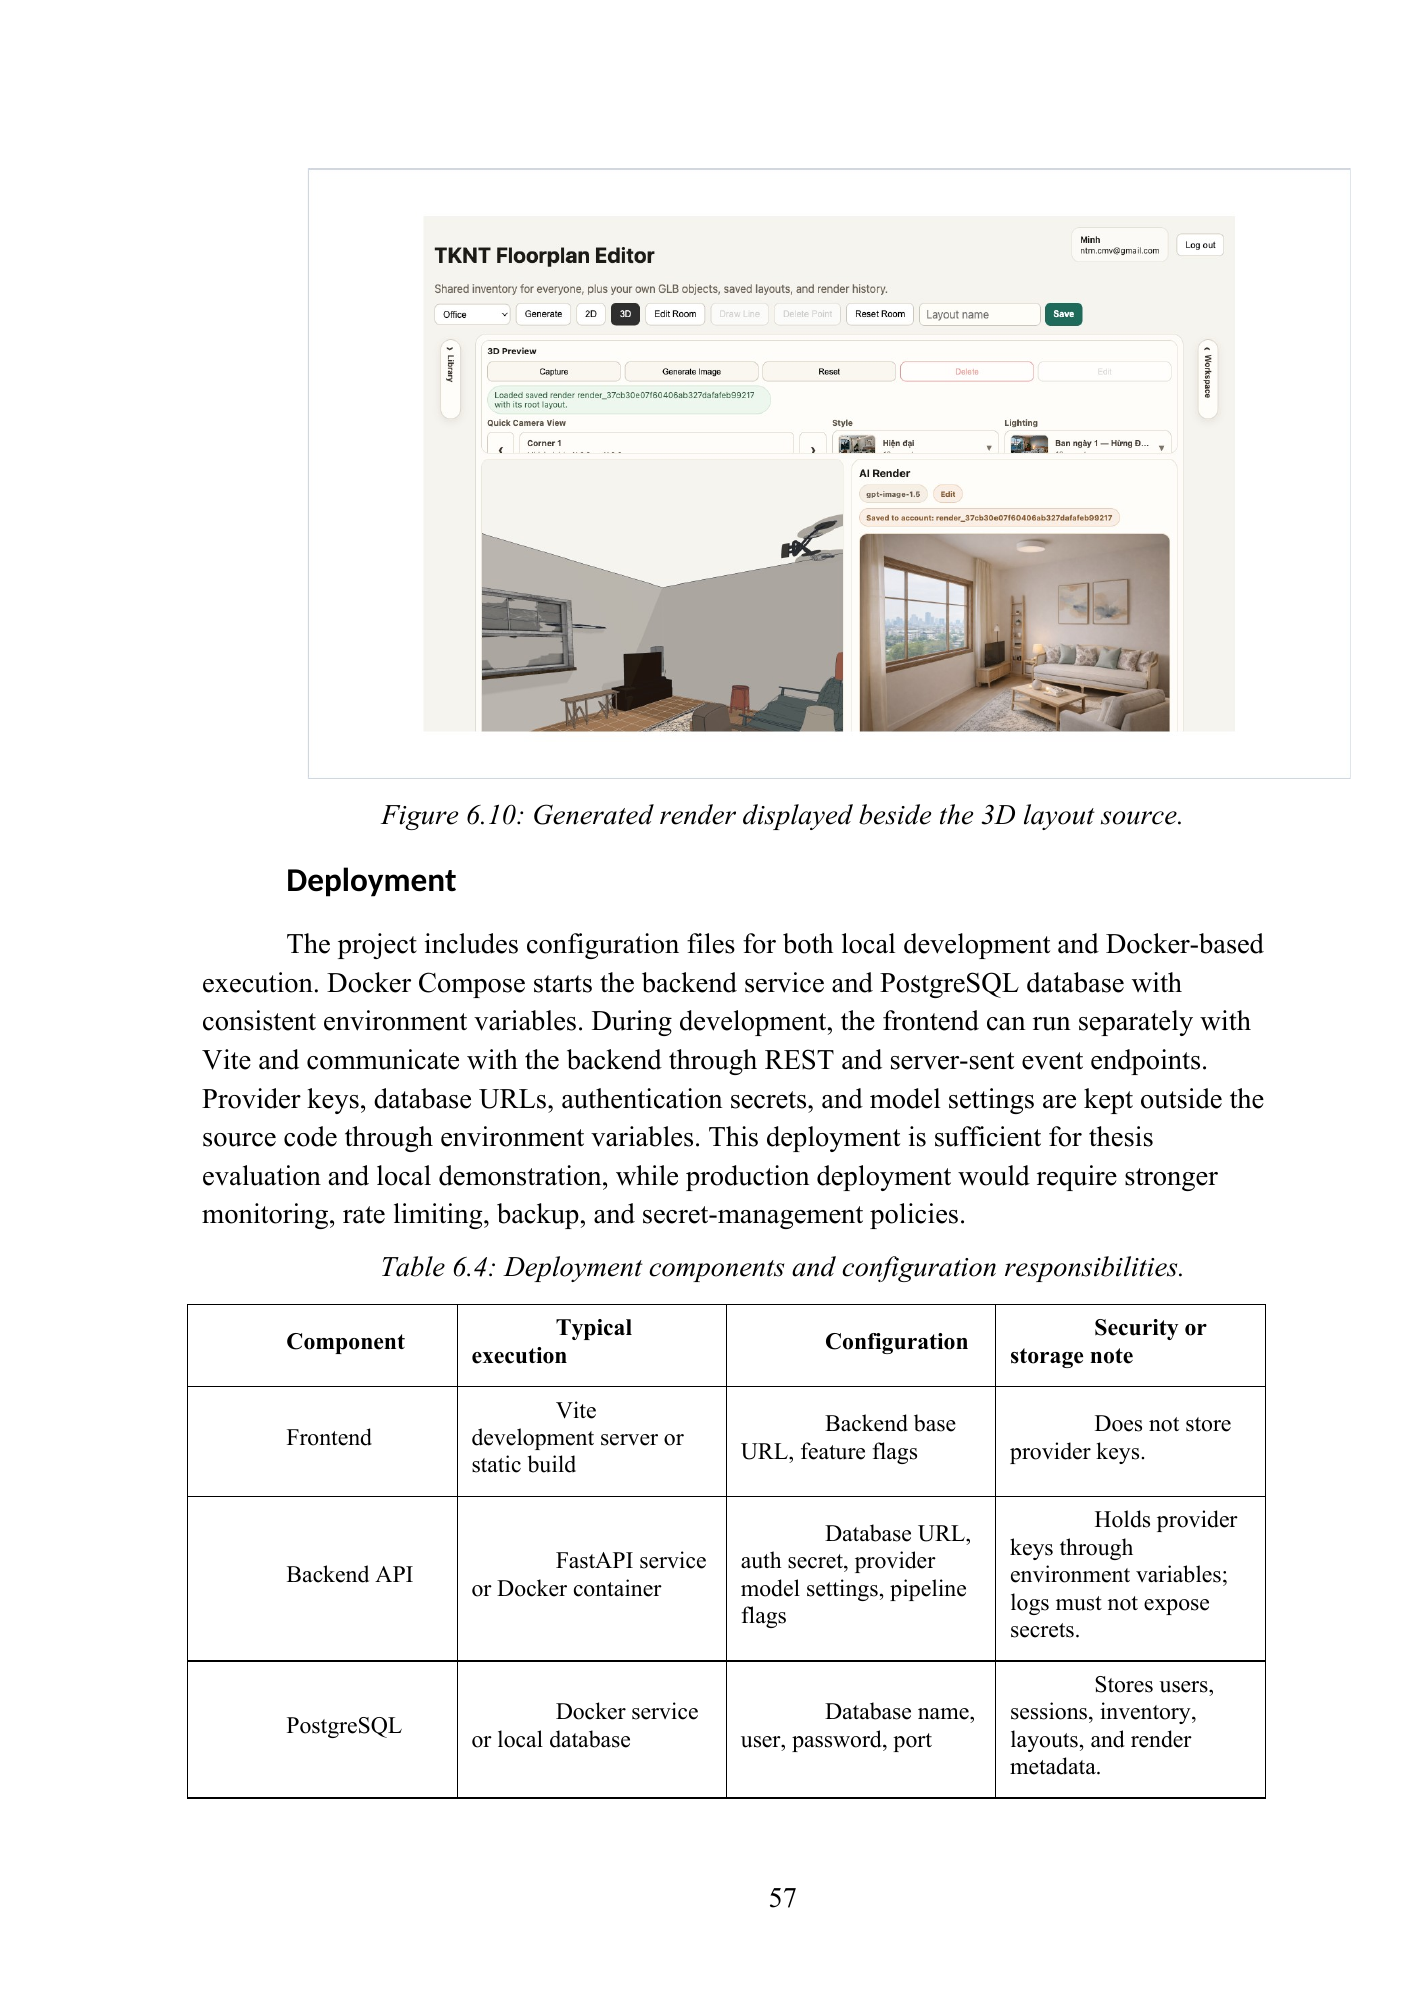 TKNT Floorplan Editor
Minh
ntm.cmv@gmail.com
Log out
Shared inventory for everyone, plus your own GLB objects, saved layouts, and render history.
Office
Generate
2D
3D
Edit Room
Draw Line
Delete Point
Reset Room
Layout name
Save
Library
3D Preview
Workspace
Capture
Generate Image
Reset
Delete
Edit
Loaded saved render render_37cb30e07f60406ab327dafafeb99217
with its root layout.
Quick Camera View
Style
Lighting
Corner 1
Hiện đại
Ban ngày 1 — Hừng Đ...
AI Render
gpt-image-1.5
Edit
Saved to account: render_37cb30e07f60406ab327dafafeb99217
Figure 6.10: Generated render displayed beside the 3D layout source.
Deployment
The project includes configuration files for both local development and Docker-based
execution. Docker Compose starts the backend service and PostgreSQL database with
consistent environment variables. During development, the frontend can run separately with
Vite and communicate with the backend through REST and server-sent event endpoints.
Provider keys, database URLs, authentication secrets, and model settings are kept outside the
source code through environment variables. This deployment is sufficient for thesis
evaluation and local demonstration, while production deployment would require stronger
monitoring, rate limiting, backup, and secret-management policies.
Table 6.4: Deployment components and configuration responsibilities.
Component
Typical
execution
Configuration
Security or
storage note
Frontend
Vite
development server or
static build
Backend base
URL, feature flags
Does not store
provider keys.
Backend API
FastAPI service
or Docker container
Database URL,
auth secret, provider
model settings, pipeline
flags
Holds provider
keys through
environment variables;
logs must not expose
secrets.
PostgreSQL
Docker service
or local database
Database name,
user, password, port
Stores users,
sessions, inventory,
layouts, and render
metadata.
57